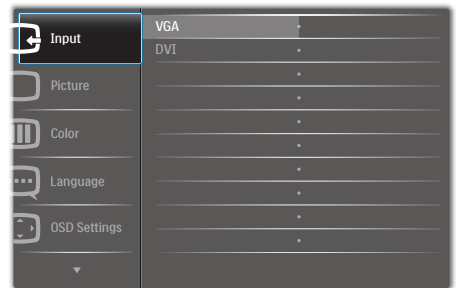 Input
VGA
DVI
Picture
Color
Language
OSD Settings